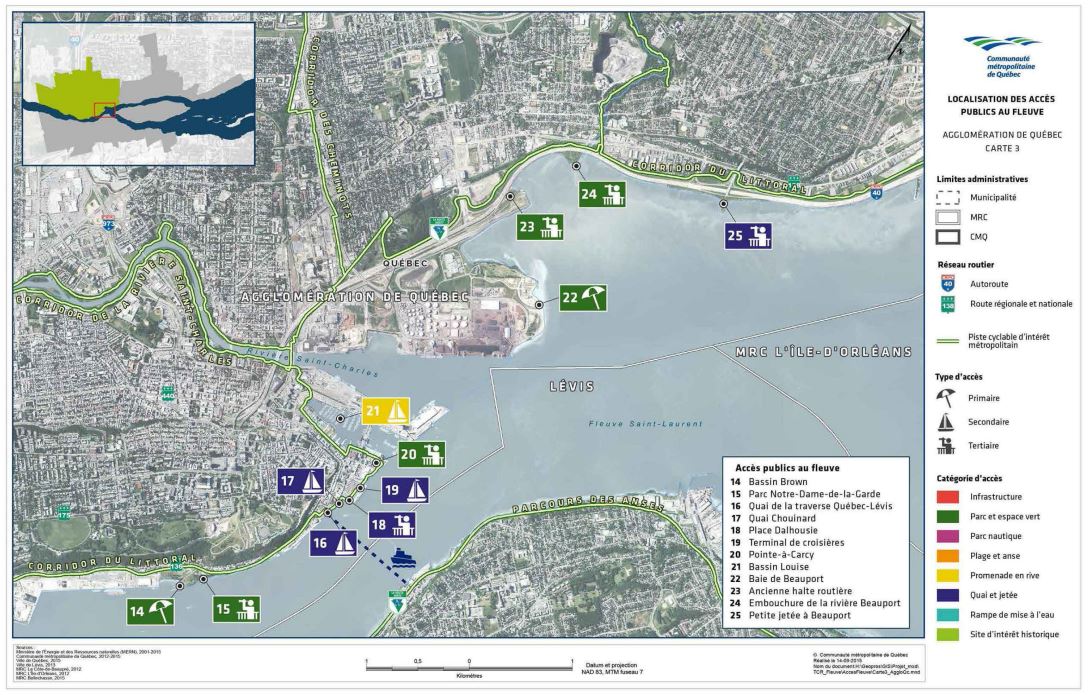 CORRIDOR DES CHEMINOTS
CORRIDOR DU LITTORAL
40
40
973
24
23
25
QUÉBEC
AGGLOMÉRATION DE QUÉBEC
22
CORRIDOR DE LA RIVIÈRE SAINT-CHARLES
Rivière Saint-Charles
MRC L'ÎLE-D'ORLÉANS
LÉVIS
440
21
Fleuve Saint-Laurent
20
17
19
18
16
175
PARCOURS DES ANSES
CORRIDOR DU LITTORAL
136
14
15
Accès publics au fleuve
14 Bassin Brown
15 Parc Notre-Dame-de-la-Garde
16 Quai de la traverse Québec-Lévis
17 Quai Chouinard
18 Place Dalhousie
19 Terminal de croisières
20 Pointe-à-Carcy
21 Bassin Louise
22 Baie de Beauport
23 Ancienne halte routière
24 Embouchure de la rivière Beauport
25 Petite jetée à Beauport
Communauté
métropolitaine
de Québec
LOCALISATION DES ACCÈS
PUBLICS AU FLEUVE
AGGLOMÉRATION DE QUÉBEC
CARTE 3
Limites administratives
Municipalité
MRC
CMQ
Réseau routier
40 Autoroute
138 Route régionale et nationale
Piste cyclable d'intérêt
métropolitain
Type d'accès
Primaire
Secondaire
Tertiaire
Catégorie d'accès
Infrastructure
Parc et espace vert
Parc nautique
Plage et anse
Promenade en rive
Quai et jetée
Rampe de mise à l'eau
Site d'intérêt historique
Sources :
Ministère de l'Énergie et des Ressources naturelles (MERN), 2001-2015
Communauté métropolitaine de Québec, 2012-2015
Ville de Québec, 2015
Ville de Lévis, 2015
MRC La Côte-de-Beaupré, 2012
MRC L'Île-d'Orléans, 2012
MRC Bellechasse, 2015
1 0,5 0 1
Kilomètres
Datum et projection
NAD 83, MTM fuseau 7
© Communauté métropolitaine de Québec
Réalisé le 14-09-2015